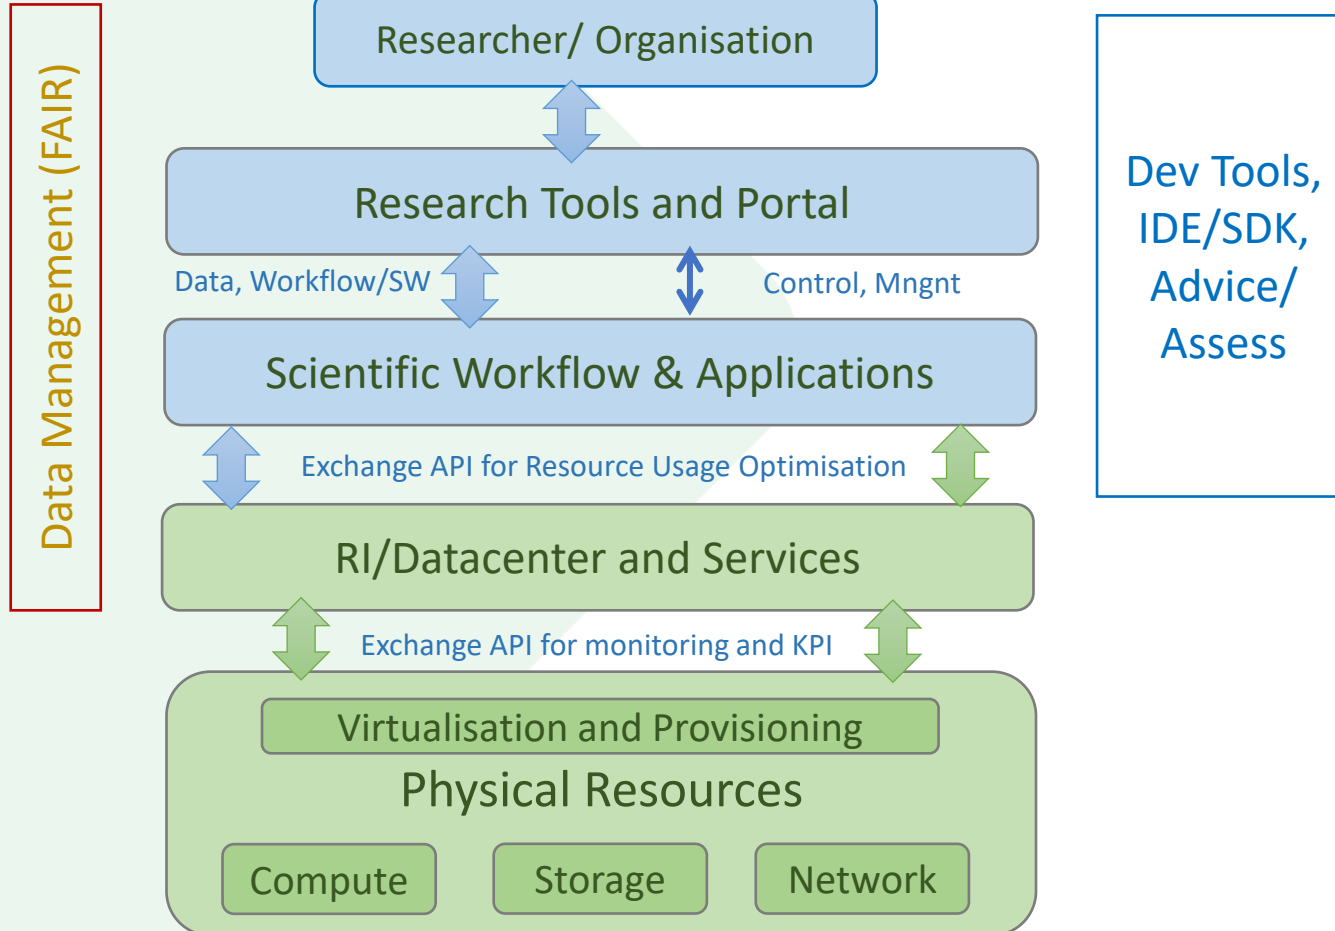 Researcher/ Organisation
Data Management (FAIR)
Research Tools and Portal
Dev Tools,
IDE/SDK,
Advice/
Assess
Data, Workflow/SW
Control, Mngnt
Scientific Workflow & Applications
Exchange API for Resource Usage Optimisation
RI/Datacenter and Services
Exchange API for monitoring and KPI
Virtualisation and Provisioning
Physical Resources
Compute
Storage
Network